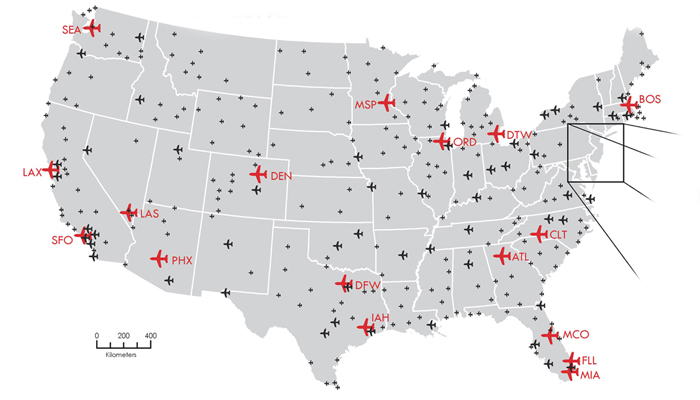 SEA
BOS
MSP
DTW
ORD
LAX
DEN
LAS
SFO
CLT
PHX
ATL
DFW
IAH
MCO
FLL
MIA
0 200 400
Kilometers